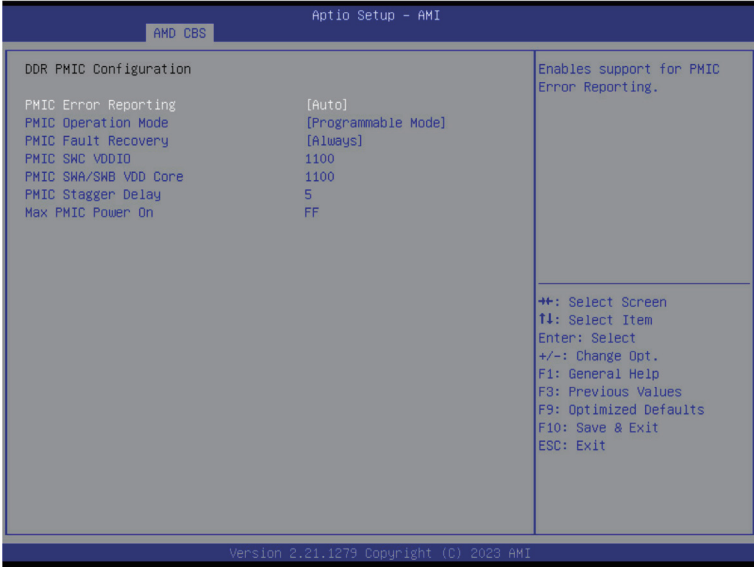 Aptio Setup – AMI
AMD CBS
DDR PMIC Configuration
PMIC Error Reporting [Auto]
PMIC Operation Mode [Programmable Mode]
PMIC Fault Recovery [Always]
PMIC SWC VDDIO 1100
PMIC SWA/SWB VDD Core 1100
PMIC Stagger Delay 5
Max PMIC Power On FF
Enables support for PMIC
Error Reporting.
→←: Select Screen
↑↓: Select Item
Enter: Select
+/-: Change Opt.
F1: General Help
F3: Previous Values
F9: Optimized Defaults
F10: Save & Exit
ESC: Exit
Version 2.21.1279 Copyright (C) 2023 AMI